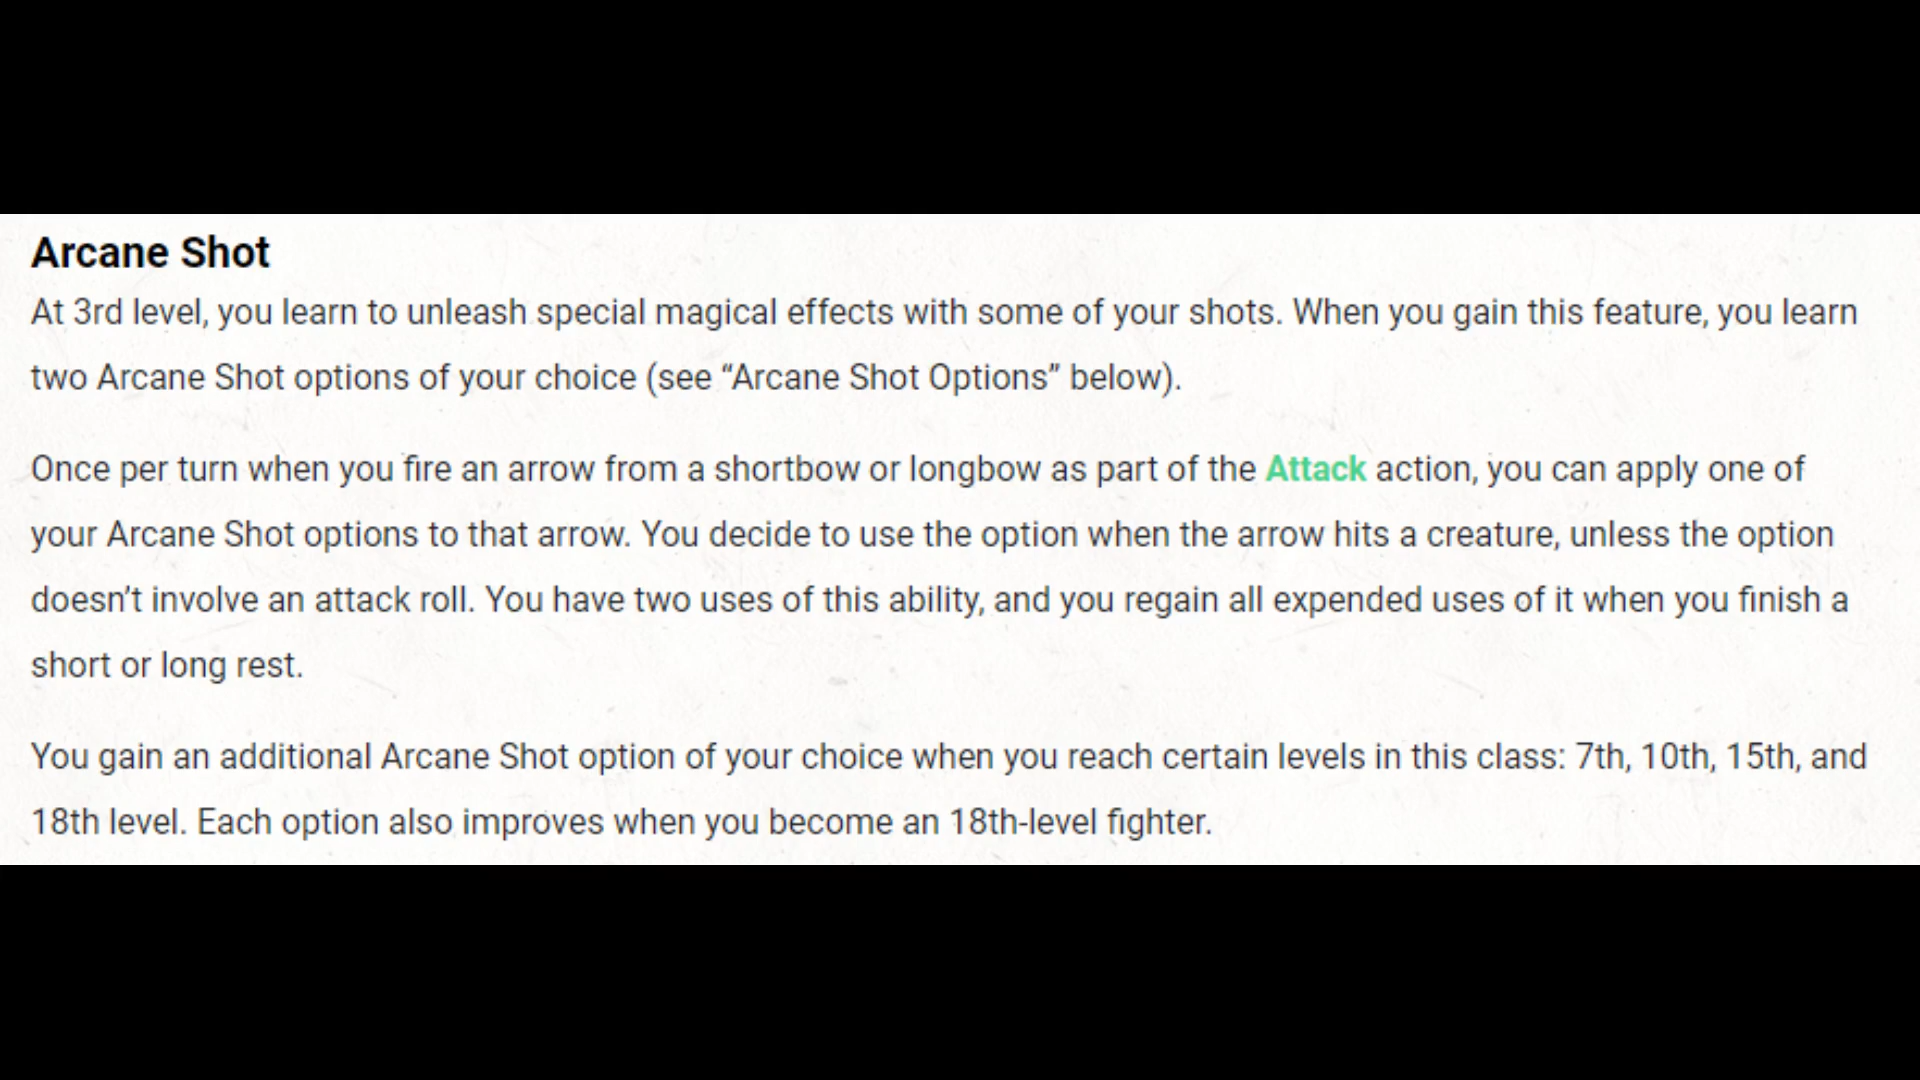 Arcane Shot
At 3rd level, you learn to unleash special magical effects with some of your shots. When you gain this feature, you learn
two Arcane Shot options of your choice (see “Arcane Shot Options” below).
Once per turn when you fire an arrow from a shortbow or longbow as part of the Attack action, you can apply one of
your Arcane Shot options to that arrow. You decide to use the option when the arrow hits a creature, unless the option
doesn’t involve an attack roll. You have two uses of this ability, and you regain all expended uses of it when you finish a
short or long rest.
You gain an additional Arcane Shot option of your choice when you reach certain levels in this class: 7th, 10th, 15th, and
18th level. Each option also improves when you become an 18th-level fighter.